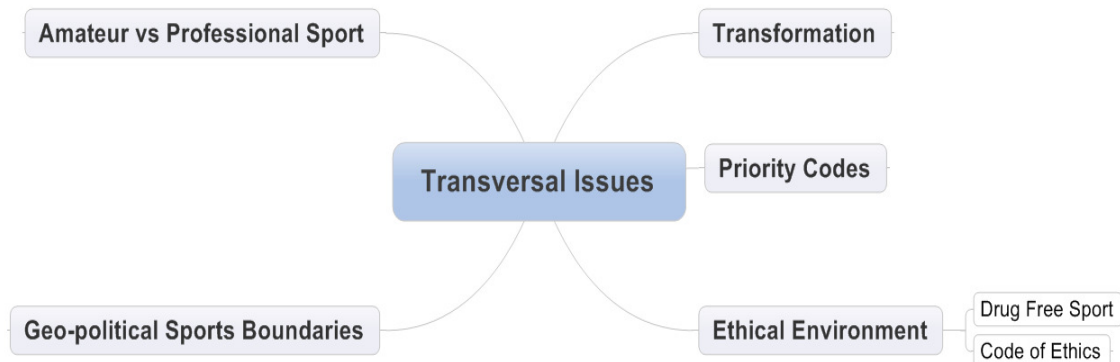 Amateur vs Professional Sport
Transformation
Transversal Issues
Priority Codes
Geo-political Sports Boundaries
Ethical Environment
Drug Free Sport
Code of Ethics